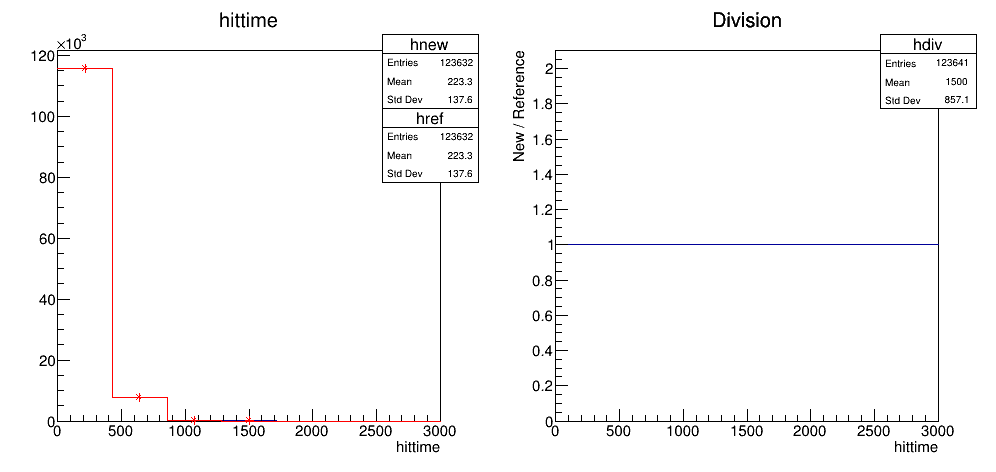 hittime
×10³
hnew
Entries 123632
Mean 223.3
Std Dev 137.6
href
Entries 123632
Mean 223.3
Std Dev 137.6
120
100
80
60
40
20
0
0 500 1000 1500 2000 2500 3000
hittime
Division
hdiv
Entries 123641
Mean 1500
Std Dev 857.1
New / Reference
2
1.8
1.6
1.4
1.2
1
0.8
0.6
0.4
0.2
0
0 500 1000 1500 2000 2500 3000
hittime